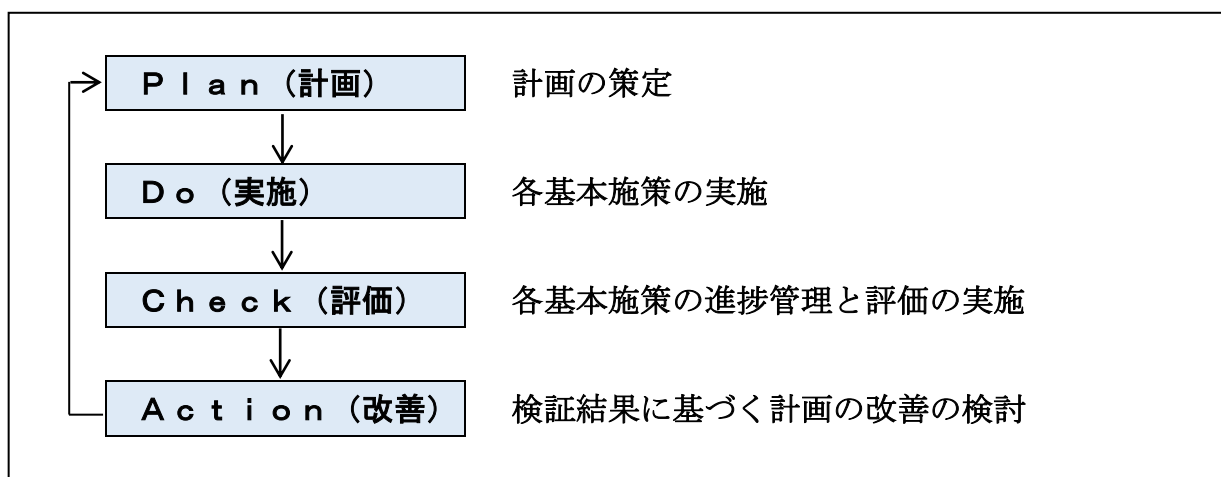 Ｐｌａｎ（計画） 計画の策定
Ｄｏ（実施） 各基本施策の実施
Ｃｈｅｃｋ（評価） 各基本施策の進捗管理と評価の実施
Ａｃｔｉｏｎ（改善） 検証結果に基づく計画の改善の検討